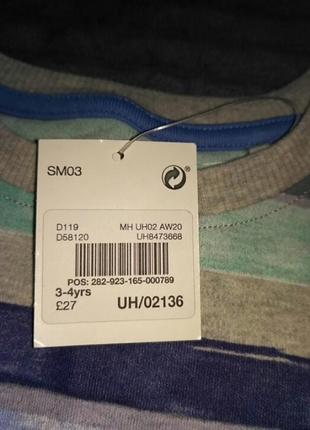 SM03
D119 MH UH02 AW20
D58120 UH8473668
POS: 282-923-165-000789
3-4yrs
£27 UH/02136